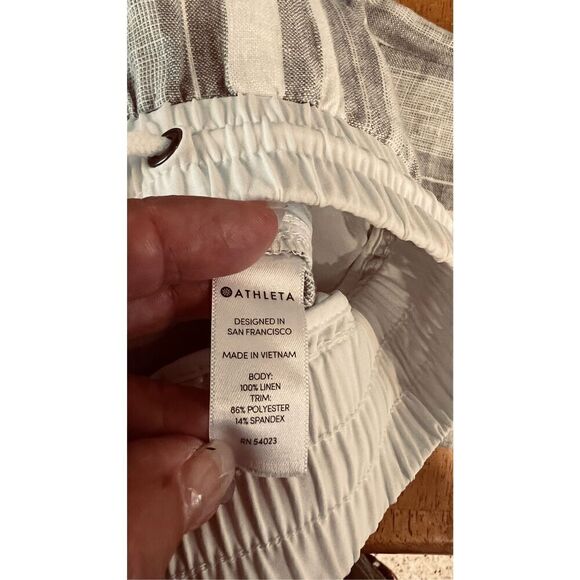 ATHLETA
DESIGNED IN
SAN FRANCISCO
MADE IN VIETNAM
BODY:
100% LINEN
TRIM:
86% POLYESTER
14% SPANDEX
RN 54023